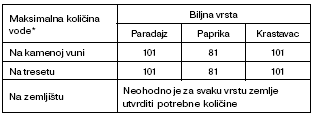 Maksimalna količina
vode*
Biljna vrsta
Paradajz Paprika Krastavac
Na kamenoj vuni 101 81 101
Na tresetu 101 81 101
Na zemljištu
Neohodno je za svaku vrstu zemlje
utvrditi potrebne količine